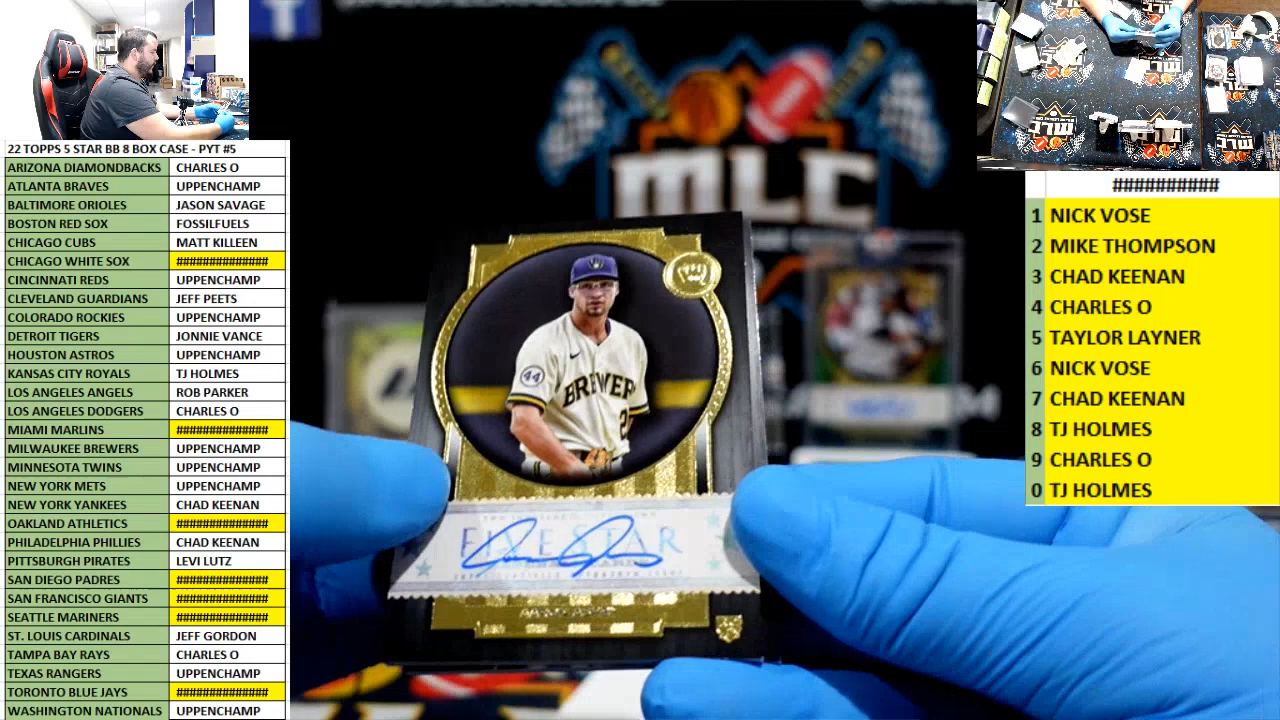 22 TOPPS 5 STAR BB 8 BOX CASE - PYT #5
ARIZONA DIAMONDBACKS CHARLES O
ATLANTA BRAVES UPPENCHAMP
BALTIMORE ORIOLES JASON SAVAGE
BOSTON RED SOX FOSSILFUELS
CHICAGO CUBS MATT KILLEEN
CHICAGO WHITE SOX ##############
CINCINNATI REDS UPPENCHAMP
CLEVELAND GUARDIANS JEFF PEETS
COLORADO ROCKIES UPPENCHAMP
DETROIT TIGERS JONNIE VANCE
HOUSTON ASTROS UPPENCHAMP
KANSAS CITY ROYALS TJ HOLMES
LOS ANGELES ANGELS ROB PARKER
LOS ANGELES DODGERS CHARLES O
MIAMI MARLINS ##############
MILWAUKEE BREWERS UPPENCHAMP
MINNESOTA TWINS UPPENCHAMP
NEW YORK METS UPPENCHAMP
NEW YORK YANKEES CHAD KEENAN
OAKLAND ATHLETICS ##############
PHILADELPHIA PHILLIES CHAD KEENAN
PITTSBURGH PIRATES LEVI LUTZ
SAN DIEGO PADRES ##############
SAN FRANCISCO GIANTS ##############
SEATTLE MARINERS ##############
ST. LOUIS CARDINALS JEFF GORDON
TAMPA BAY RAYS CHARLES O
TEXAS RANGERS UPPENCHAMP
TORONTO BLUE JAYS ##############
WASHINGTON NATIONALS UPPENCHAMP
MLC
44
BREWER
FIVE STAR
##########
1 NICK VOSE
2 MIKE THOMPSON
3 CHAD KEENAN
4 CHARLES O
5 TAYLOR LAYNER
6 NICK VOSE
7 CHAD KEENAN
8 TJ HOLMES
9 CHARLES O
0 TJ HOLMES